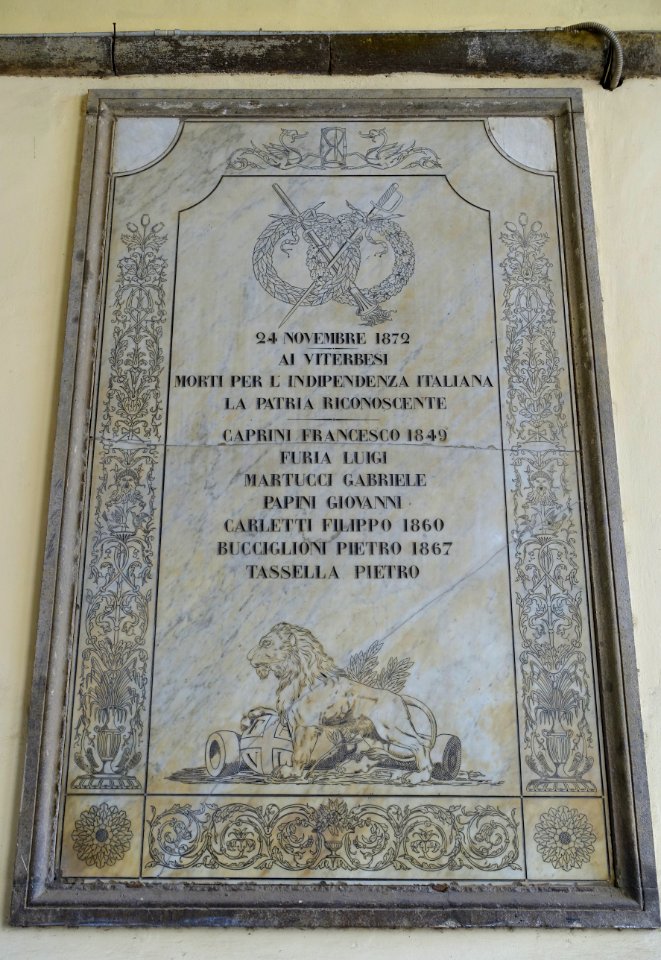 24 NOVEMBRE 1872
AI VITERBESI
MORTI PER L'INDIPENDENZA ITALIANA
LA PATRIA RICONOSCENTE
CAPRINI FRANCESCO 1849
FURIA LUIGI
MARTUCCI GABRIELE
PAPINI GIOVANNI
CARLETTI FILIPPO 1860
BUCCIGLIONI PIETRO 1867
TASSELLA PIETRO